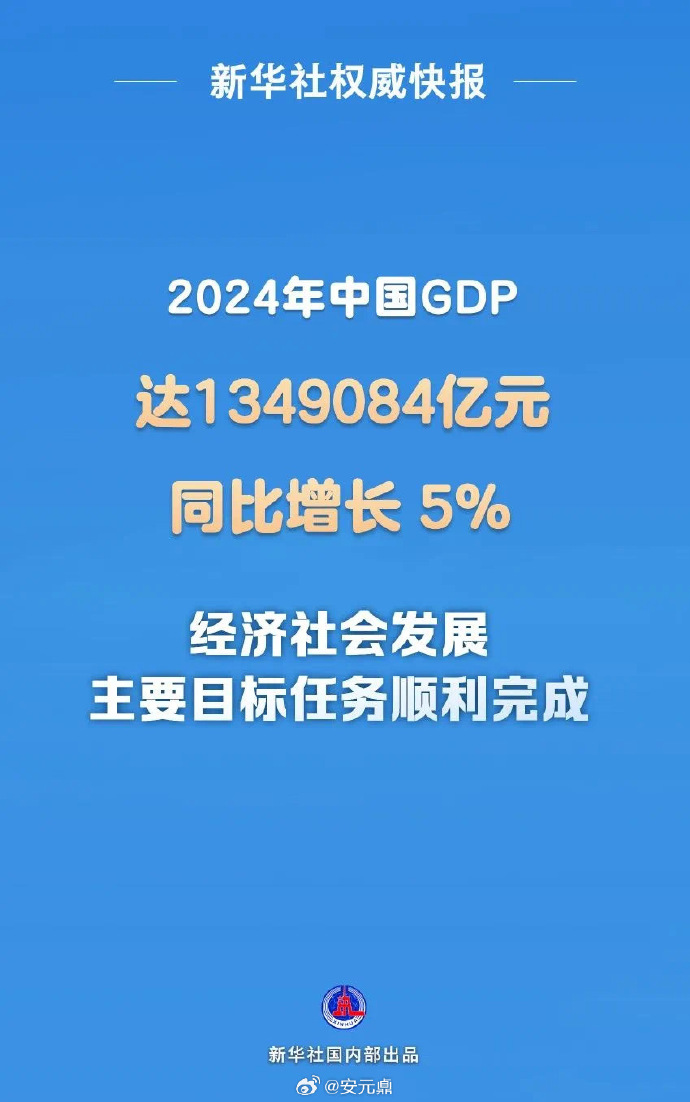 新华社权威快报
2024年中国GDP
达1349084亿元
同比增长 5%
经济社会发展
主要目标任务顺利完成
XINHUA
新华社国内部出品
@安元鼎